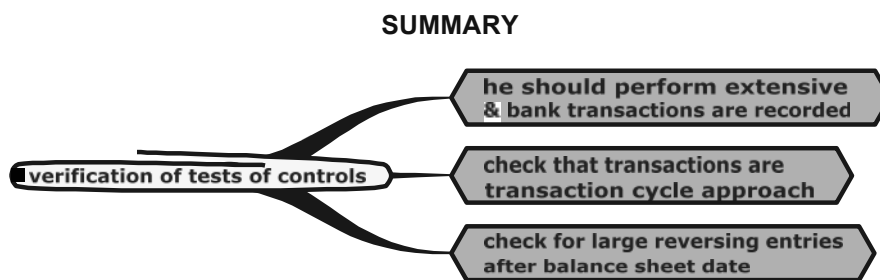 SUMMARY
he should perform extensive
& bank transactions are recorded
verification of tests of controls
check that transactions are
transaction cycle approach
check for large reversing entries
after balance sheet date